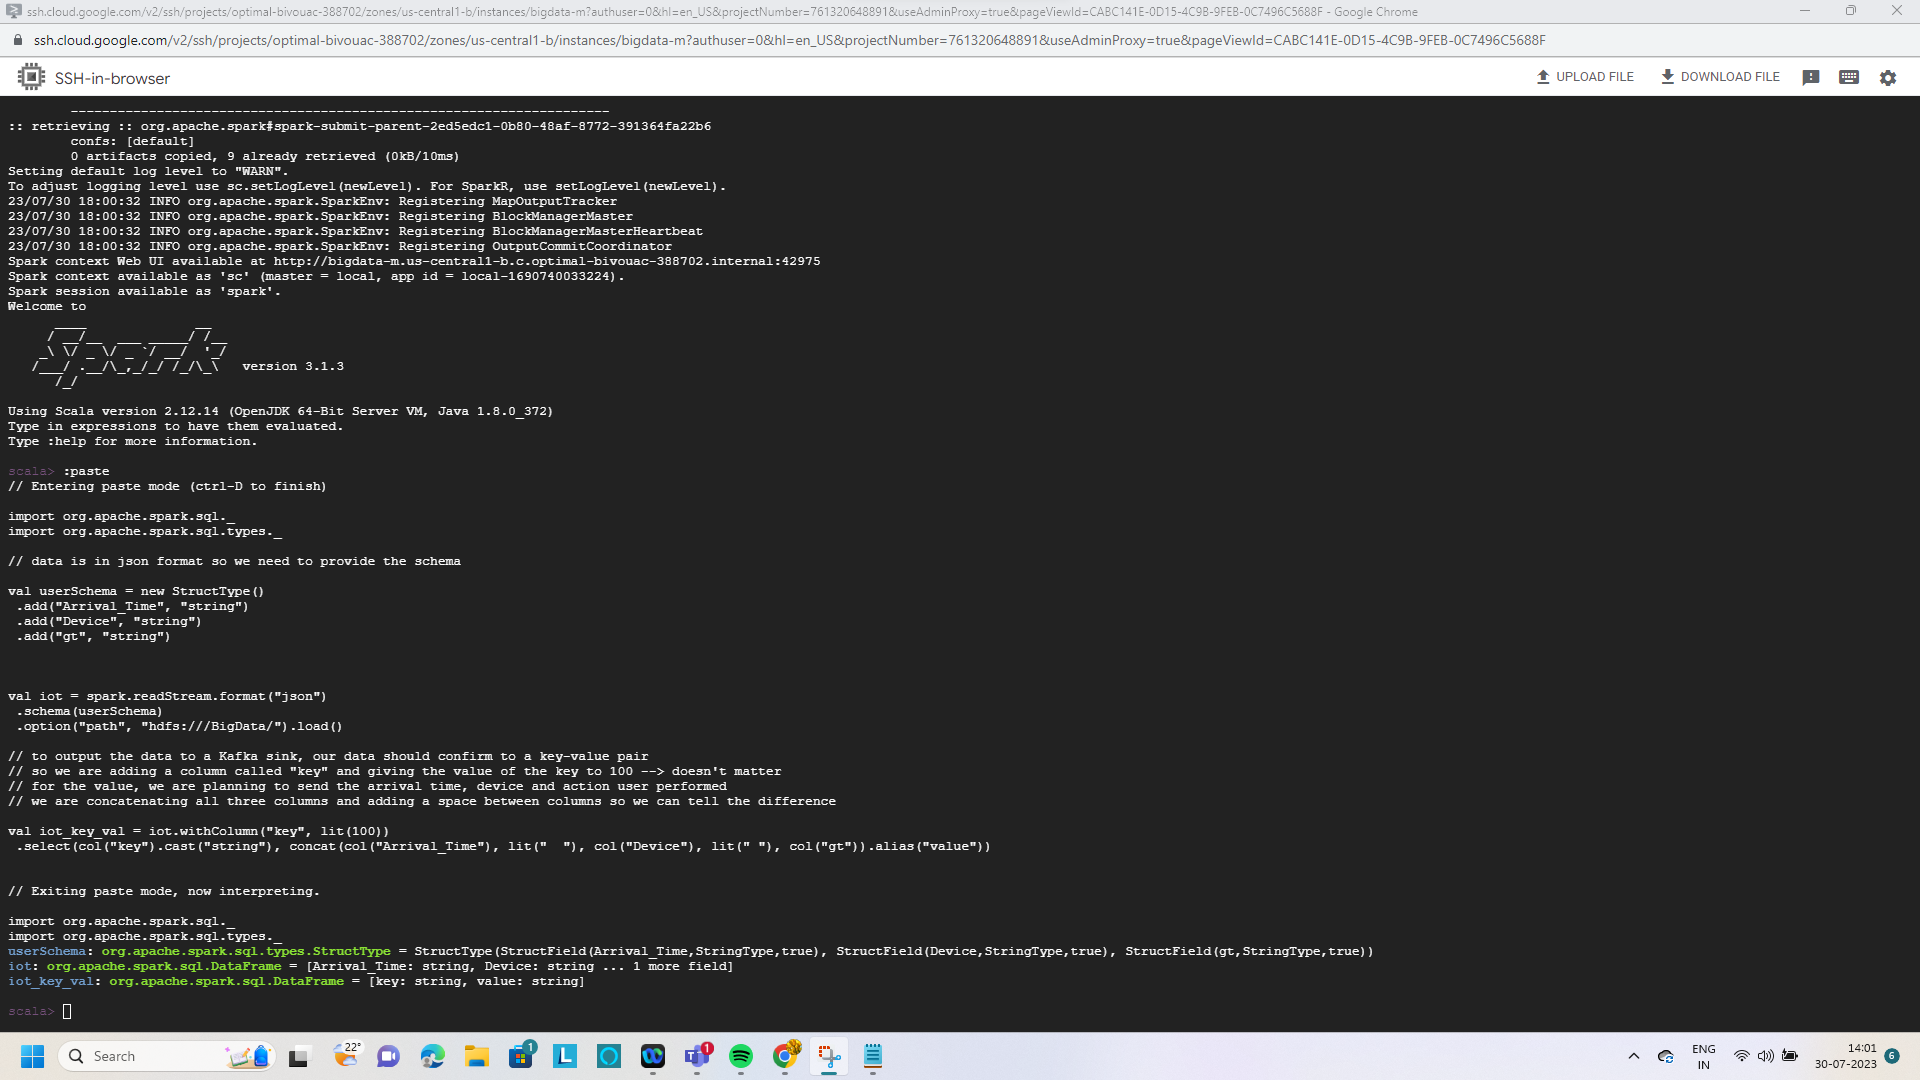 ssh.cloud.google.com/v2/ssh/projects/optimal-bivouac-388702/zones/us-central1-b/instances/bigdata-m?authuser=0&hl=en_US&projectNumber=761320648891&useAdminProxy=true&pageViewId=CABC141E-0D15-4C9B-9FEB-0C7496C5688F - Google Chrome
ssh.cloud.google.com/v2/ssh/projects/optimal-bivouac-388702/zones/us-central1-b/instances/bigdata-m?authuser=0&hl=en_US&projectNumber=761320648891&useAdminProxy=true&pageViewId=CABC141E-0D15-4C9B-9FEB-0C7496C5688F
SSH-in-browser UPLOAD FILE DOWNLOAD FILE
---------------------------------------------------------------------
:: retrieving :: org.apache.spark#spark-submit-parent-2ed5edc1-0b80-48af-8772-391364fa22b6
confs: [default]
0 artifacts copied, 9 already retrieved (0kB/10ms)
Setting default log level to "WARN".
To adjust logging level use sc.setLogLevel(newLevel). For SparkR, use setLogLevel(newLevel).
23/07/30 18:00:32 INFO org.apache.spark.SparkEnv: Registering MapOutputTracker
23/07/30 18:00:32 INFO org.apache.spark.SparkEnv: Registering BlockManagerMaster
23/07/30 18:00:32 INFO org.apache.spark.SparkEnv: Registering BlockManagerMasterHeartbeat
23/07/30 18:00:32 INFO org.apache.spark.SparkEnv: Registering OutputCommitCoordinator
Spark context Web UI available at http://bigdata-m.us-central1-b.c.optimal-bivouac-388702.internal:42975
Spark context available as 'sc' (master = local, app id = local-1690740033224).
Spark session available as 'spark'.
Welcome to
      ____              __
     / __/__  ___ _____/ /__
    _\ \/ _ \/ _ `/ __/  '_/
   /___/ .__/\_,_/_/ /_/\_\   version 3.1.3
      /_/
Using Scala version 2.12.14 (OpenJDK 64-Bit Server VM, Java 1.8.0_372)
Type in expressions to have them evaluated.
Type :help for more information.
scala> :paste
// Entering paste mode (ctrl-D to finish)
import org.apache.spark.sql._
import org.apache.spark.sql.types._
// data is in json format so we need to provide the schema
val userSchema = new StructType()
.add("Arrival_Time", "string")
.add("Device", "string")
.add("gt", "string")
val iot = spark.readStream.format("json")
.schema(userSchema)
.option("path", "hdfs:///BigData/").load()
// to output the data to a Kafka sink, our data should confirm to a key-value pair
// so we are adding a column called "key" and giving the value of the key to 100 --> doesn't matter
// for the value, we are planning to send the arrival time, device and action user performed
// we are concatenating all three columns and adding a space between columns so we can tell the difference
val iot_key_val = iot.withColumn("key", lit(100))
.select(col("key").cast("string"), concat(col("Arrival_Time"), lit("  "), col("Device"), lit(" "), col("gt")).alias("value"))
// Exiting paste mode, now interpreting.
import org.apache.spark.sql._
import org.apache.spark.sql.types._
userSchema: org.apache.spark.sql.types.StructType = StructType(StructField(Arrival_Time,StringType,true), StructField(Device,StringType,true), StructField(gt,StringType,true))
iot: org.apache.spark.sql.DataFrame = [Arrival_Time: string, Device: string ... 1 more field]
iot_key_val: org.apache.spark.sql.DataFrame = [key: string, value: string]
scala>
Search 22° 1 L 1 ENG 14:01
IN 30-07-2023 6